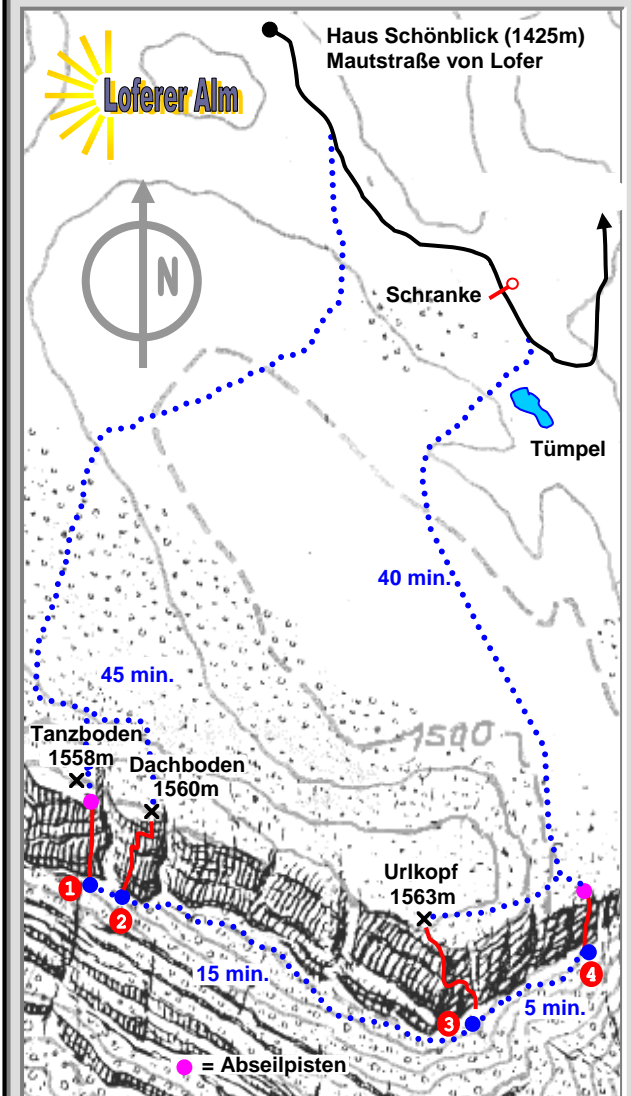 Haus Schönblick (1425m)
Mautstraße von Lofer
Loferer Alm
N
Schranke
Tümpel
40 min.
45 min.
1500
Tanzboden
1558m
Dachboden
1560m
Urlkopf
1563m
1
2
15 min.
3
4
5 min.
= Abseilpisten